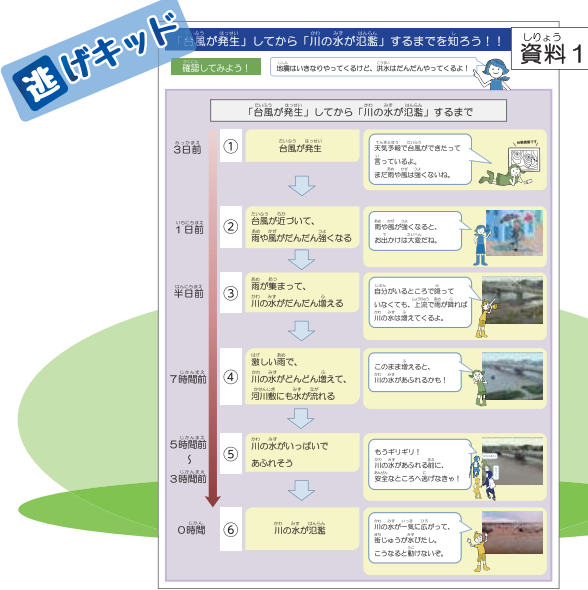 逃げキッド
「台風が発生」してから「川の水が氾濫」するまでを知ろう！！
しりょう
資料1
確認してみよう！
地震はいきなりやってくるけど、洪水はだんだんやってくるよ！
「台風が発生」してから「川の水が氾濫」するまで
3日前
①
台風が発生
天気予報で台風ができたって
言っているよ。
まだ雨や風は強くないね。
1日前
②
台風が近づいて、
雨や風がだんだん強くなる
雨や風が強くなると、
お出かけは大変だね。
半日前
③
雨が集まって、
川の水がだんだん増える
自分がいるところで降って
いなくても、上流で雨が降れば
川の水は増えてくるよ。
7時間前
④
激しい雨で、
川の水がどんどん増えて、
河川敷にも水が流れる
このまま増えると、
川の水があふれるかも！
5時間前
～
3時間前
⑤
川の水がいっぱいで
あふれそう
もうギリギリ！
川の水があふれる前に、
安全なところへ逃げなきゃ！
0時間
⑥
川の水が氾濫
川の水が一気に広がって、
街じゅうが水びたし。
こうなると動けないぞ。